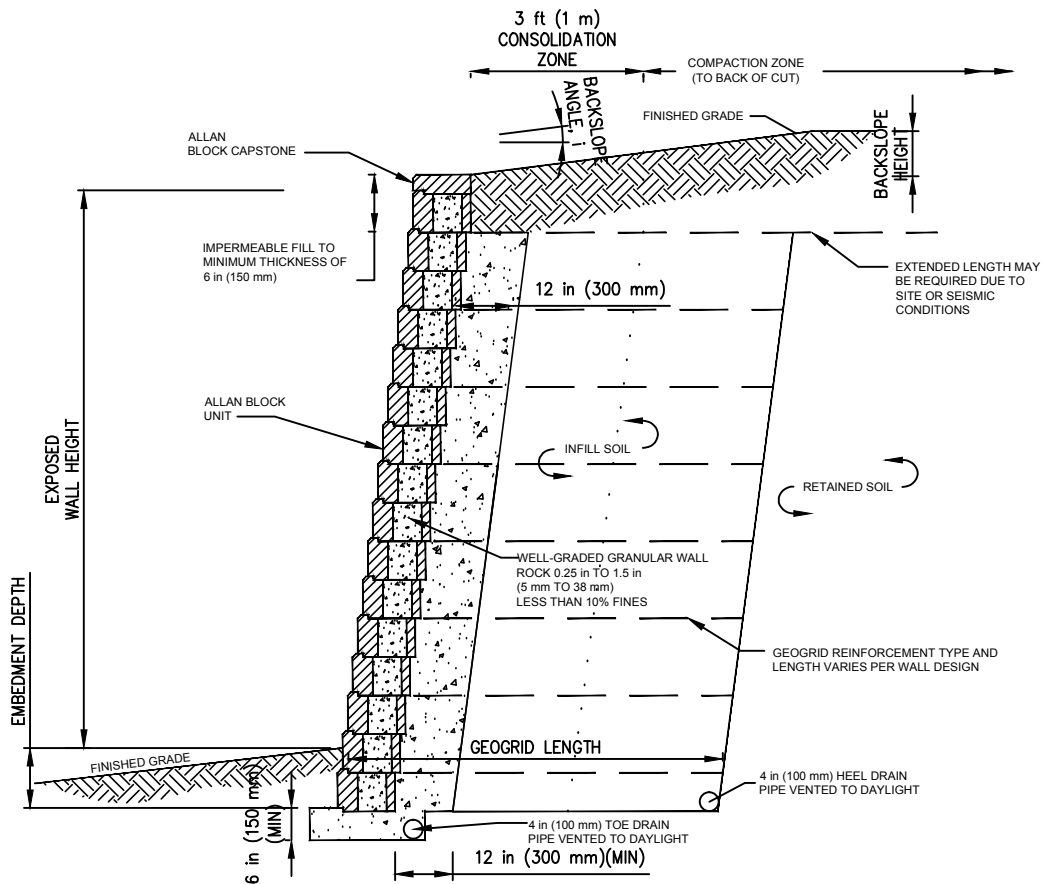 3 ft (1 m)
CONSOLIDATION
ZONE
COMPACTION ZONE
(TO BACK OF CUT)
BACKSLOPE
ANGLE, i
FINISHED GRADE
BACKSLOPE
HEIGHT
ALLAN
BLOCK CAPSTONE
IMPERMEABLE FILL TO
MINIMUM THICKNESS OF
6 in (150 mm)
12 in (300 mm)
EXTENDED LENGTH MAY
BE REQUIRED DUE TO
SITE OR SEISMIC
CONDITIONS
ALLAN BLOCK
UNIT
EXPOSED
WALL HEIGHT
INFILL SOIL
RETAINED SOIL
WELL-GRADED GRANULAR WALL
ROCK 0.25 in TO 1.5 in
(5 mm TO 38 mm)
LESS THAN 10% FINES
GEOGRID REINFORCEMENT TYPE AND
LENGTH VARIES PER WALL DESIGN
EMBEDMENT DEPTH
FINISHED GRADE
GEOGRID LENGTH
4 in (100 mm) HEEL DRAIN
PIPE VENTED TO DAYLIGHT
6 in (150 mm)
(MIN)
4 in (100 mm) TOE DRAIN
PIPE VENTED TO DAYLIGHT
12 in (300 mm)(MIN)